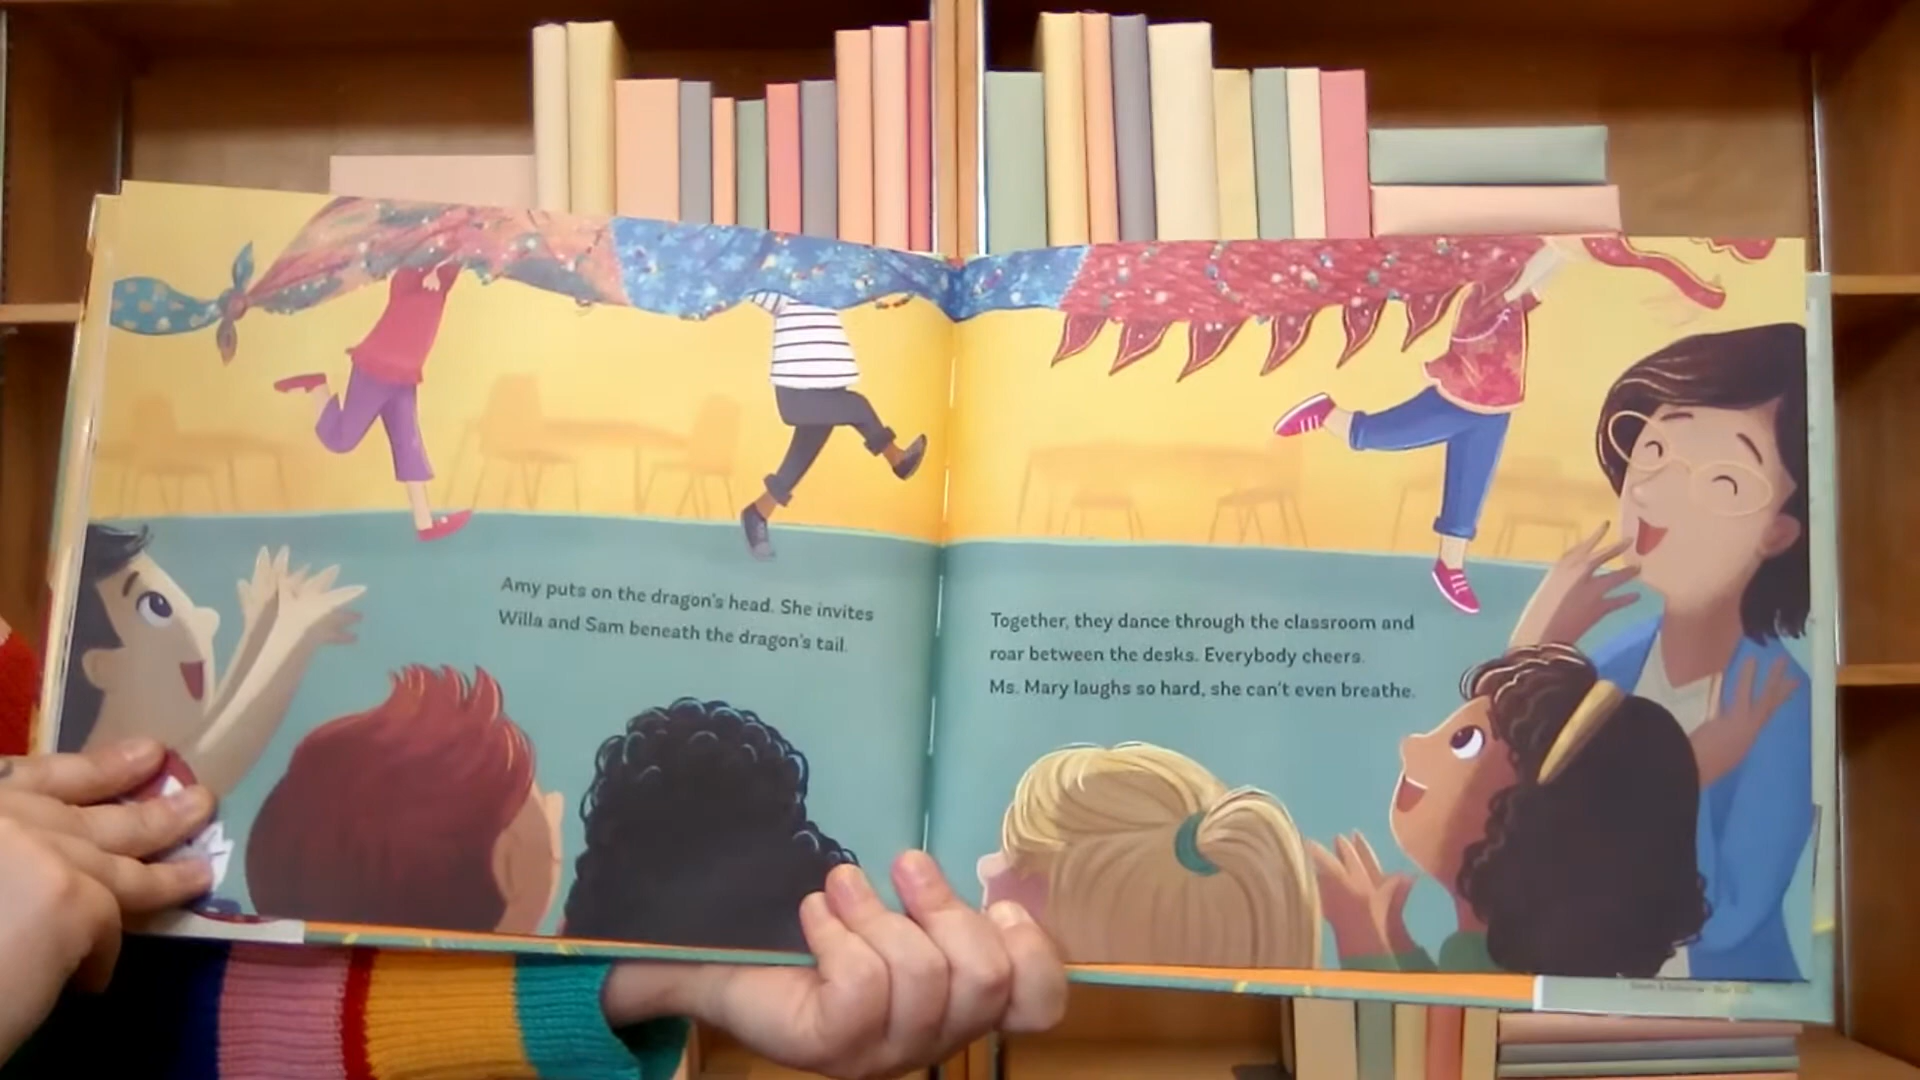 Amy puts on the dragon's head. She invites
Willa and Sam beneath the dragon's tail.
Together, they dance through the classroom and
roar between the desks. Everybody cheers.
Ms. Mary laughs so hard, she can't even breathe.